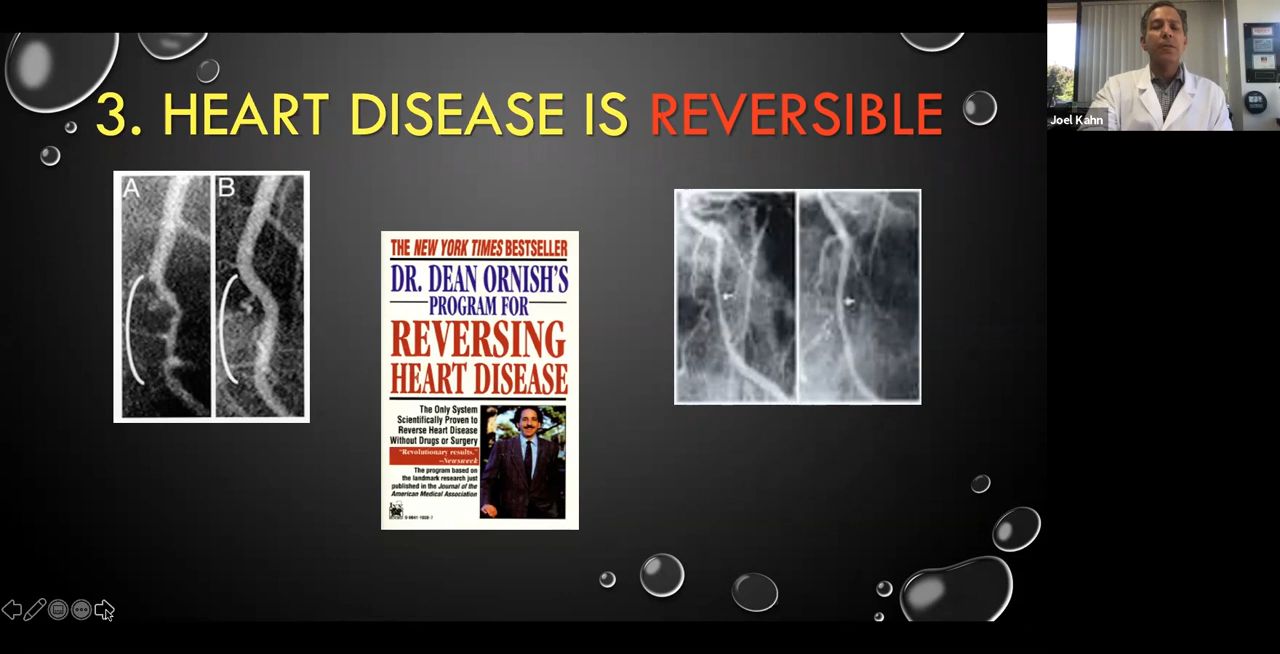 3. HEART DISEASE IS REVERSIBLE
Joel Kahn
A B
THE NEW YORK TIMES BESTSELLER
DR. DEAN ORNISH'S
PROGRAM FOR
REVERSING
HEART DISEASE
The Only System
Scientifically Proven to
Reverse Heart Disease
Without Drugs or Surgery
"Revolutionary results."
—Newsweek
The program based on
the landmark research just
published in the Journal of the
American Medical Association